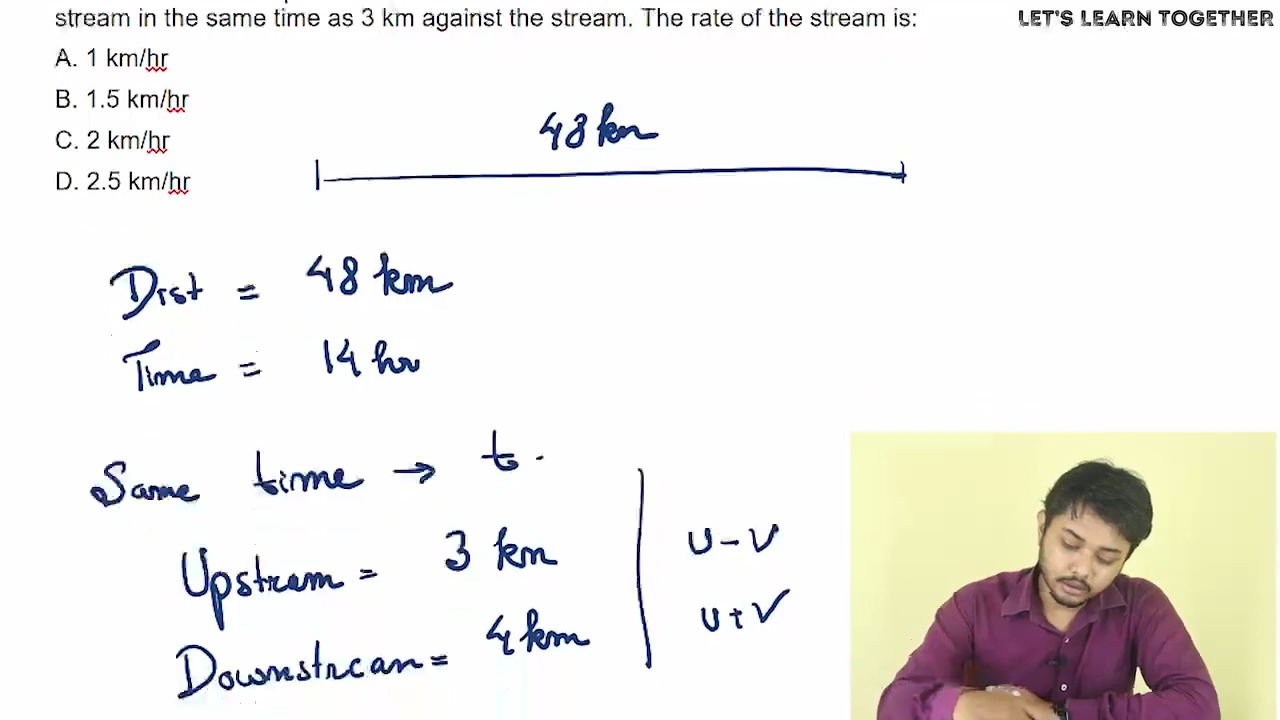 stream in the same time as 3 km against the stream. The rate of the stream is:
LET'S LEARN TOGETHER
A. 1 km/hr
B. 1.5 km/hr
C. 2 km/hr
D. 2.5 km/hr
48 km
Dist = 48 km
Time = 14 hr
Same time → t.
Upstream = 3 km
U - V
Downstream = 4 km
U + V